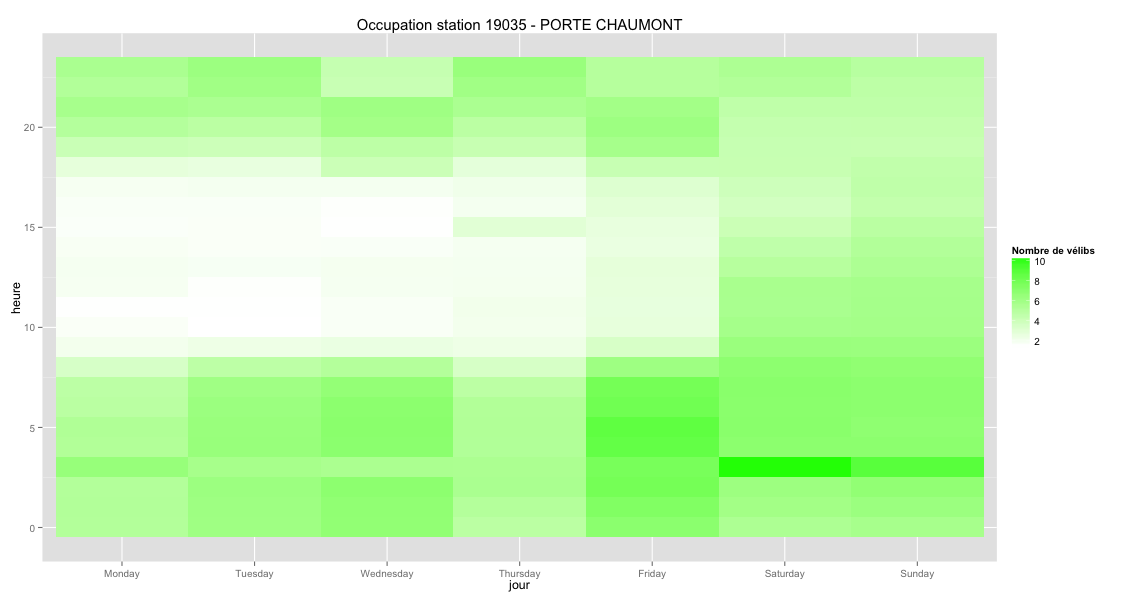 Occupation station 19035 - PORTE CHAUMONT
heure
20
15
10
5
0
Monday Tuesday Wednesday Thursday Friday Saturday Sunday
jour
Nombre de vélibs
10
8
6
4
2